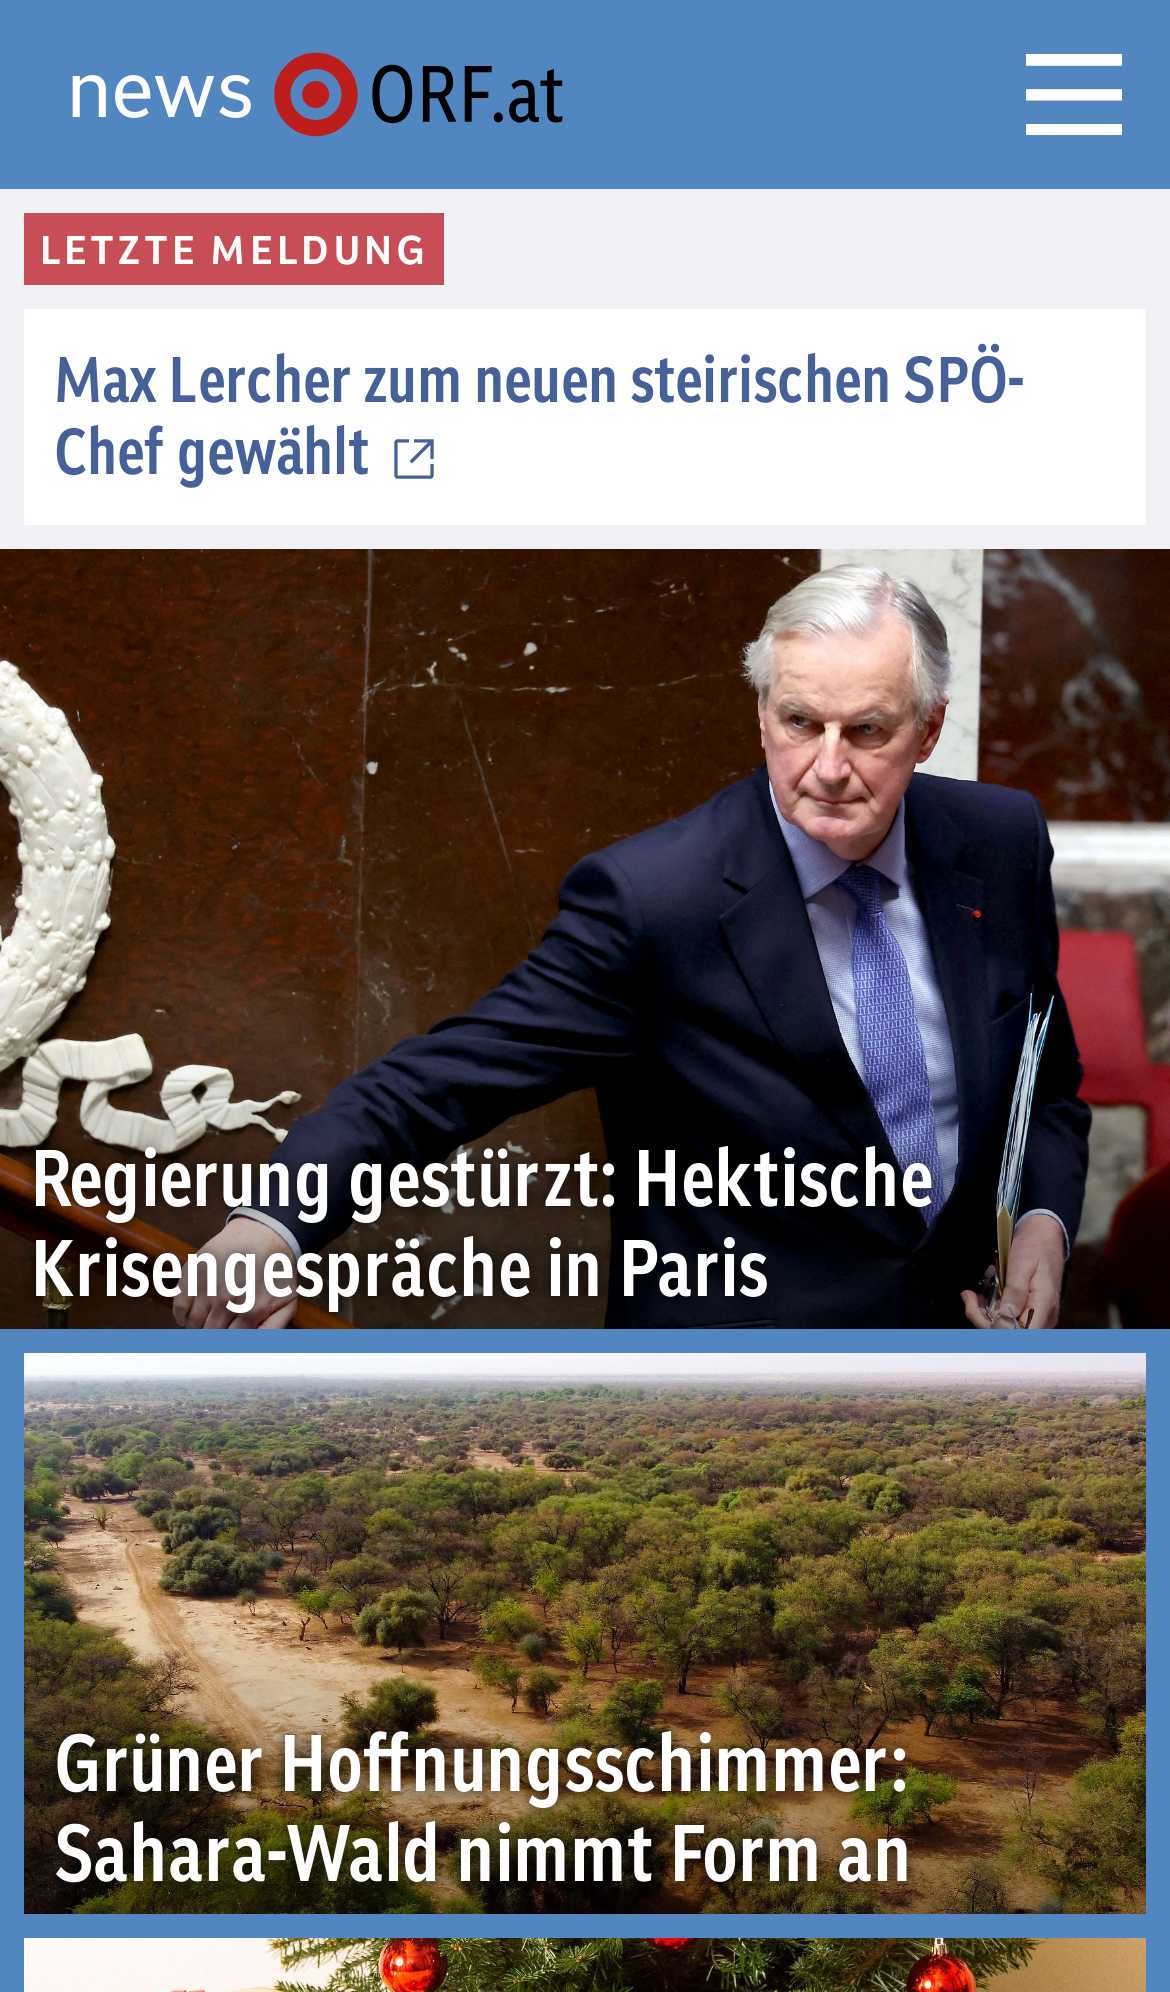 news ORF.at
LETZTE MELDUNG
Max Lercher zum neuen steirischen SPÖ-
Chef gewählt
Regierung gestürzt: Hektische
Krisengespräche in Paris
Grüner Hoffnungsschimmer:
Sahara-Wald nimmt Form an